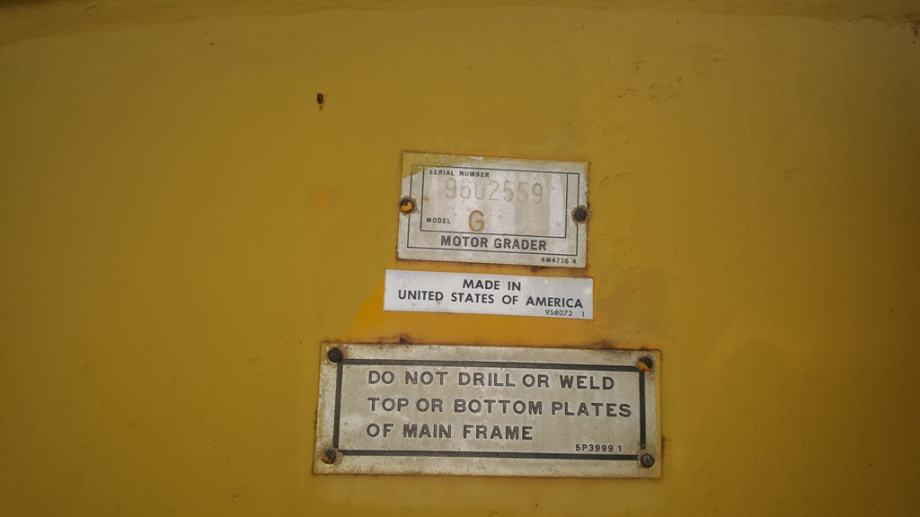 SERIAL NUMBER
96U2559
MODEL G
MOTOR GRADER
4M4716 4
MADE IN
UNITED STATES OF AMERICA
9S8072 1
DO NOT DRILL OR WELD
TOP OR BOTTOM PLATES
OF MAIN FRAME
5P3999 1